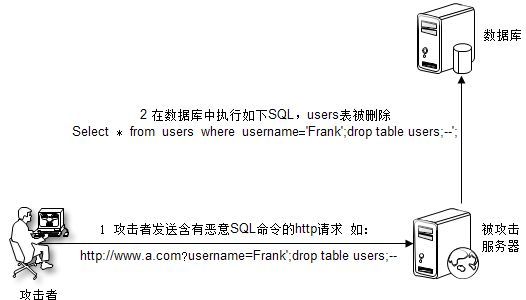 数据库
2 在数据库中执行如下SQL，users表被删除
Select * from users where username='Frank';drop table users;--';
1 攻击者发送含有恶意SQL命令的http请求 如：
http://www.a.com?username=Frank';drop table users;--
被攻击
服务器
攻击者